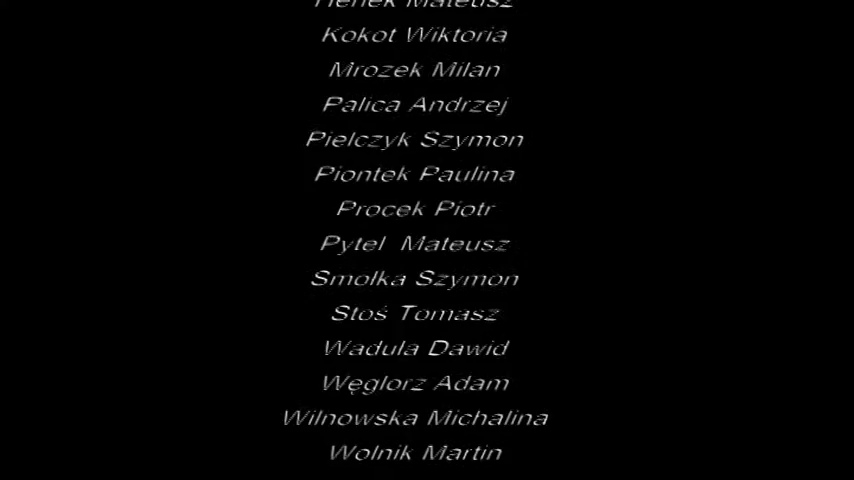 Mateusz
Kokot Wiktoria
Mrozek Milan
Palica Andrzej
Pielczyk Szymon
Piontek Paulina
Procek Piotr
Pytel Mateusz
Smolka Szymon
Stoś Tomasz
Wadula Dawid
Węglorz Adam
Wilnowska Michalina
Wolnik Martin